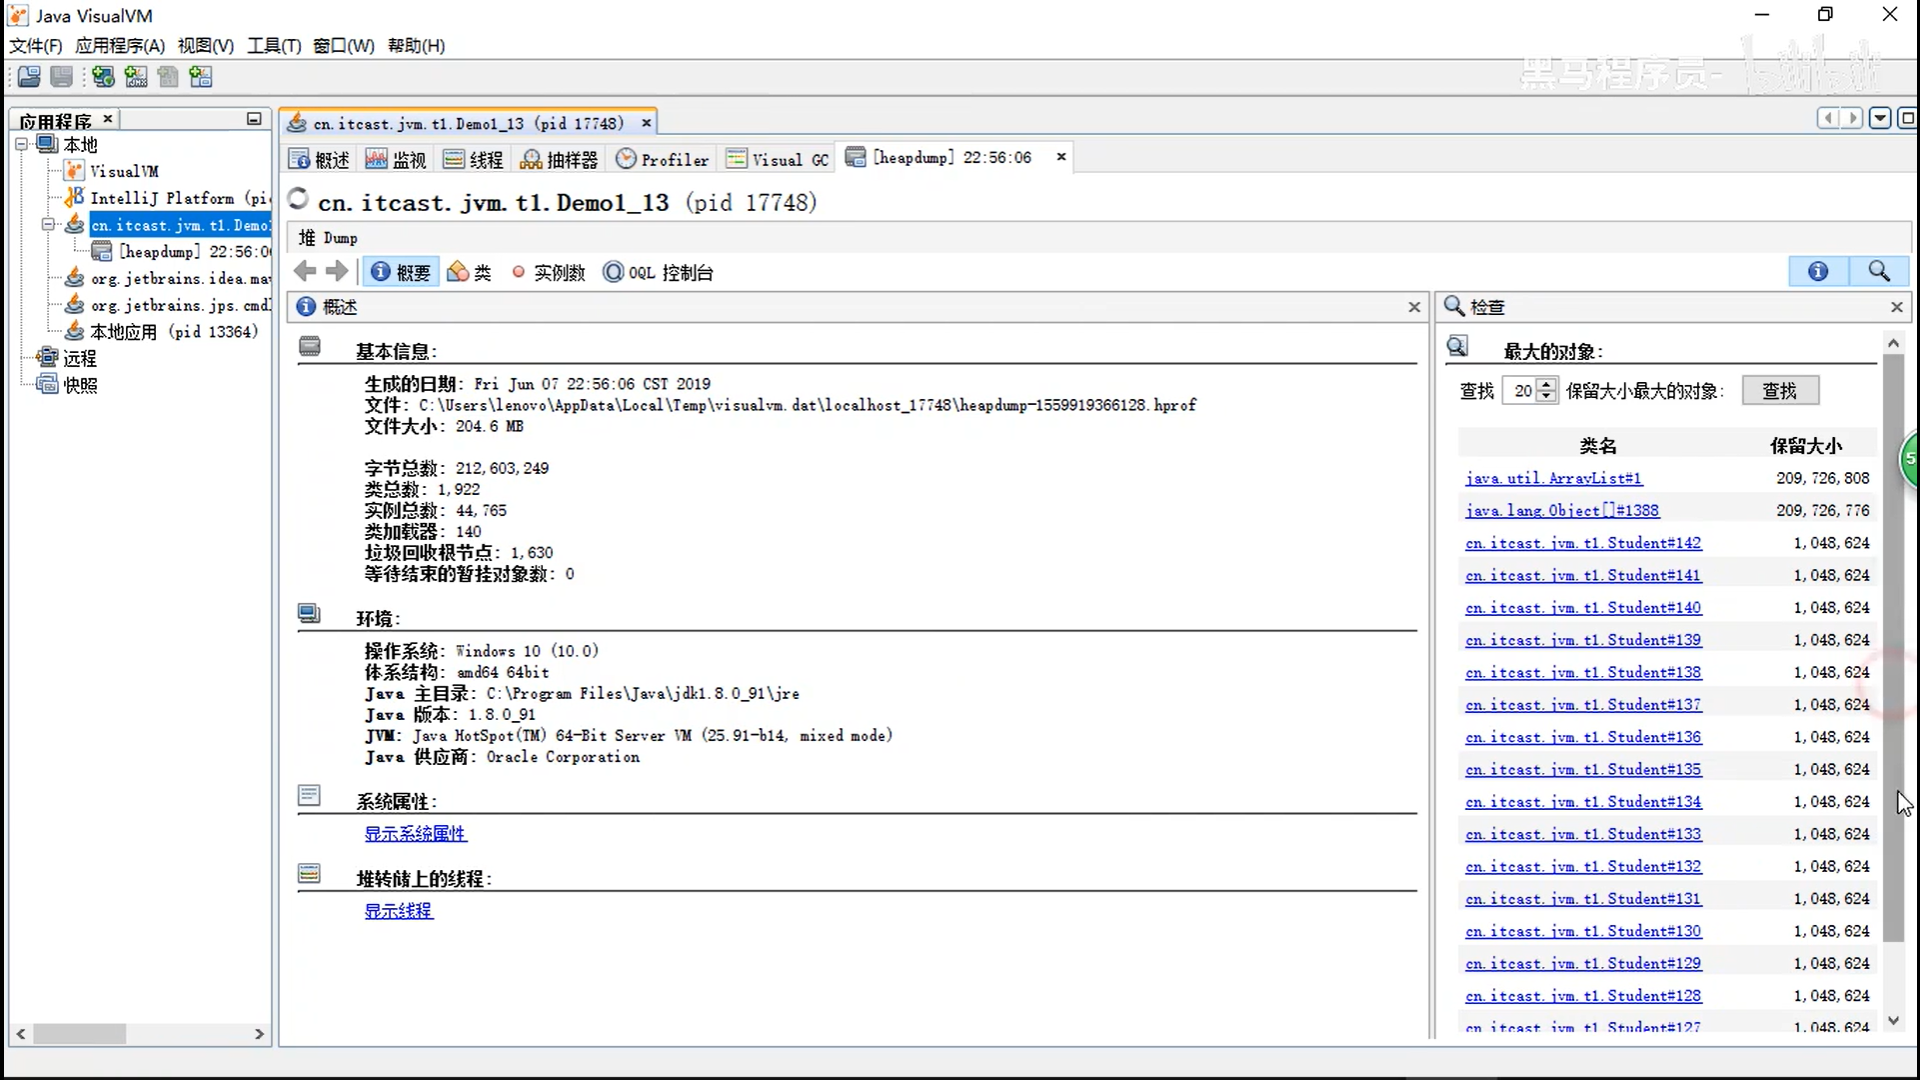 Java VisualVM
文件(F) 应用程序(A) 视图(V) 工具(T) 窗口(W) 帮助(H)
黑马程序员- bilibili
应用程序
本地
VisualVM
IntelliJ Platform (pi
cn.itcast.jvm.t1.Demo
[heapdump] 22:56:0
org.jetbrains.idea.ma
org.jetbrains.jps.cmd
本地应用 (pid 13364)
远程
快照
cn.itcast.jvm.t1.Demo1_13 (pid 17748)
概述 监视 线程 抽样器 Profiler Visual GC [heapdump] 22:56:06
cn.itcast.jvm.t1.Demo1_13 (pid 17748)
堆 Dump
概要 类 实例数 OQL 控制台
概述
基本信息:
生成的日期: Fri Jun 07 22:56:06 CST 2019
文件: C:\Users\lenovo\AppData\Local\Temp\visualvm.dat\localhost_17748\heapdump-1559919366128.hprof
文件大小: 204.6 MB
字节总数: 212,603,249
类总数: 1,922
实例总数: 44,765
类加载器: 140
垃圾回收根节点: 1,630
等待结束的暂挂对象数: 0
环境:
操作系统: Windows 10 (10.0)
体系结构: amd64 64bit
Java 主目录: C:\Program Files\Java\jdk1.8.0_91\jre
Java 版本: 1.8.0_91
JVM: Java HotSpot(TM) 64-Bit Server VM (25.91-b14, mixed mode)
Java 供应商: Oracle Corporation
系统属性:
显示系统属性
堆转储上的线程:
显示线程
检查
最大的对象:
查找 20 保留大小最大的对象: 查找
类名 保留大小
java.util.ArrayList#1 209,726,808
java.lang.Object[]#1388 209,726,776
cn.itcast.jvm.t1.Student#142 1,048,624
cn.itcast.jvm.t1.Student#141 1,048,624
cn.itcast.jvm.t1.Student#140 1,048,624
cn.itcast.jvm.t1.Student#139 1,048,624
cn.itcast.jvm.t1.Student#138 1,048,624
cn.itcast.jvm.t1.Student#137 1,048,624
cn.itcast.jvm.t1.Student#136 1,048,624
cn.itcast.jvm.t1.Student#135 1,048,624
cn.itcast.jvm.t1.Student#134 1,048,624
cn.itcast.jvm.t1.Student#133 1,048,624
cn.itcast.jvm.t1.Student#132 1,048,624
cn.itcast.jvm.t1.Student#131 1,048,624
cn.itcast.jvm.t1.Student#130 1,048,624
cn.itcast.jvm.t1.Student#129 1,048,624
cn.itcast.jvm.t1.Student#128 1,048,624
cn.itcast.jvm.t1.Student#127 1,048,624
5